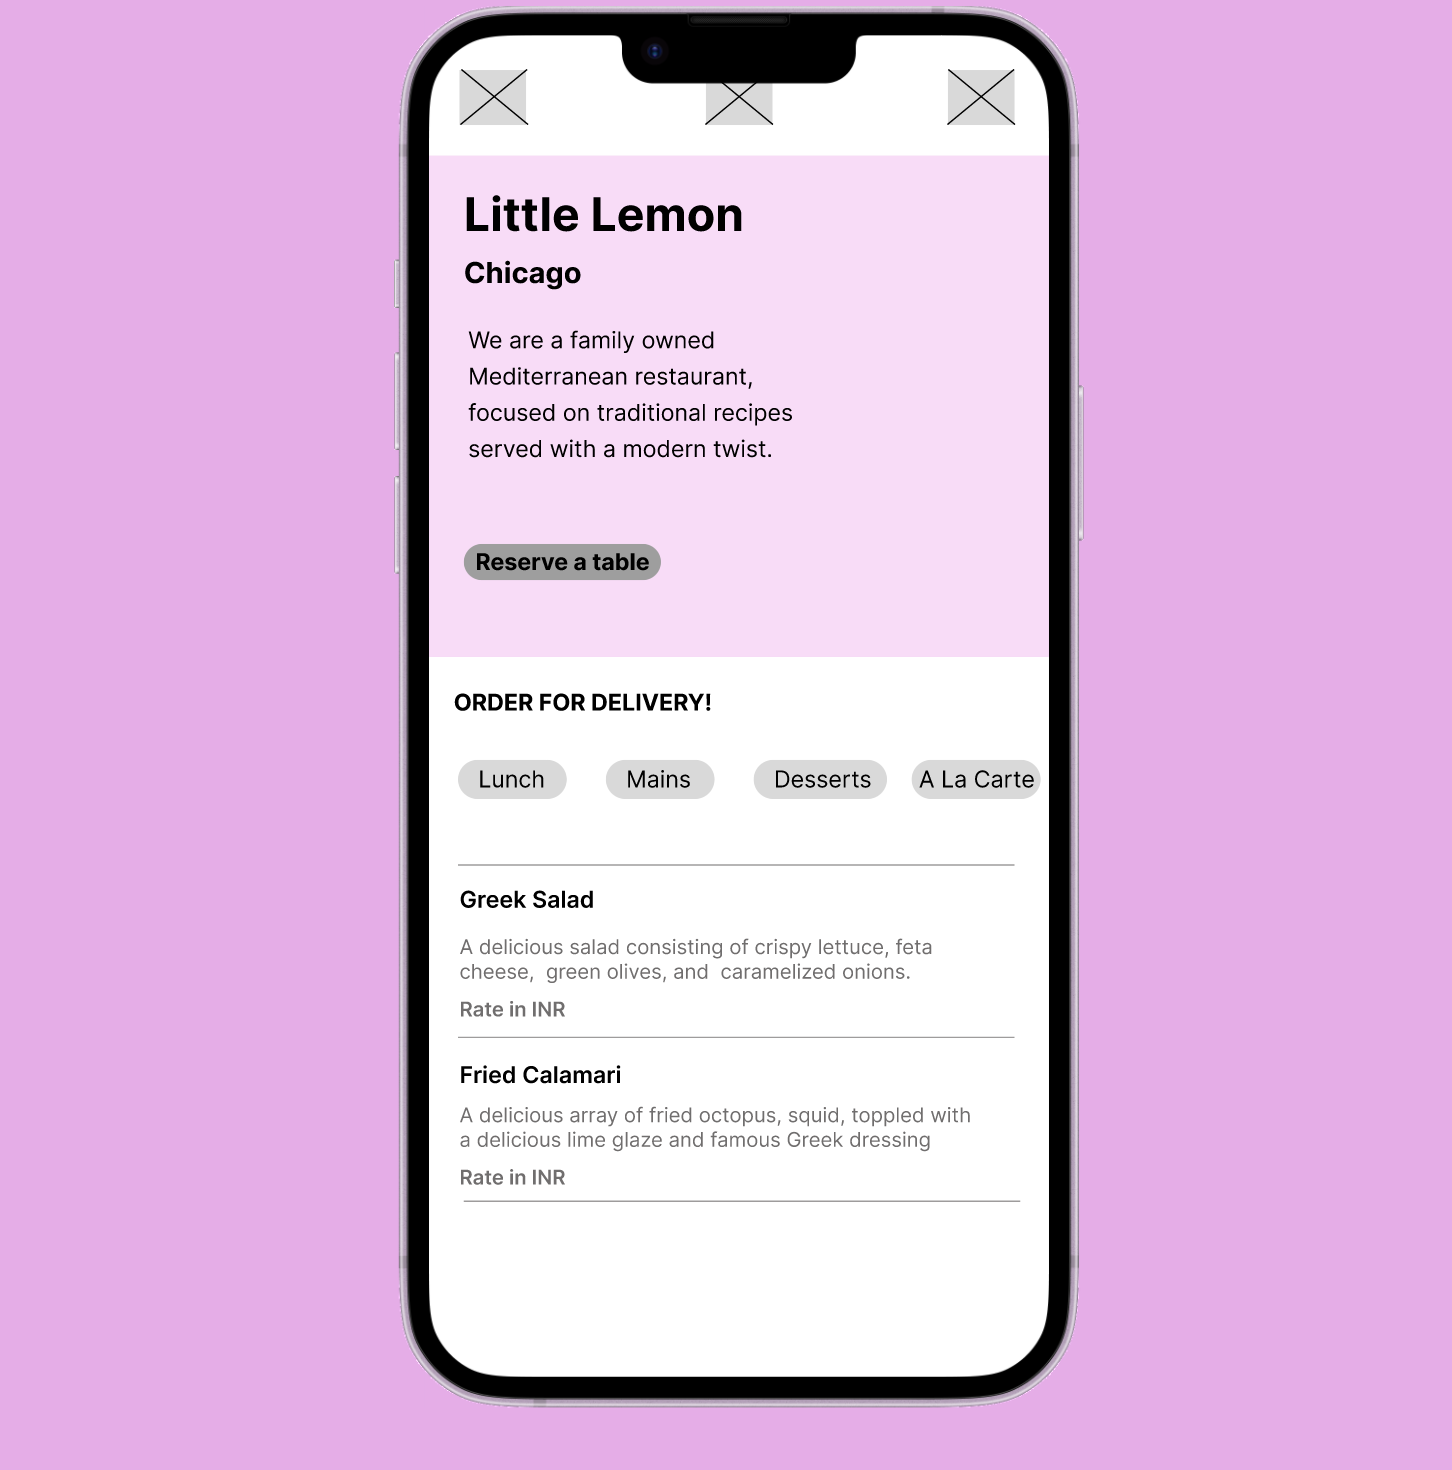 Little Lemon
Chicago
We are a family owned
Mediterranean restaurant,
focused on traditional recipes
served with a modern twist.
Reserve a table
ORDER FOR DELIVERY!
Lunch Mains Desserts A La Carte
Greek Salad
A delicious salad consisting of crispy lettuce, feta
cheese,  green olives, and  caramelized onions.
Rate in INR
Fried Calamari
A delicious array of fried octopus, squid, toppled with
a delicious lime glaze and famous Greek dressing
Rate in INR